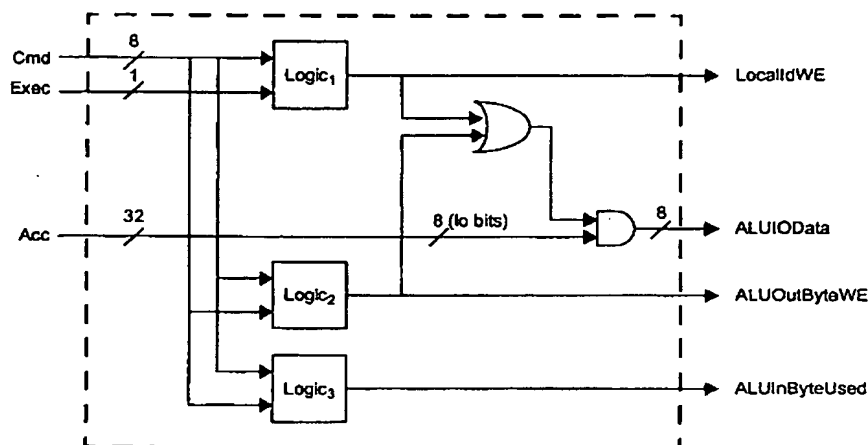 Cmd
8
Exec
1
Logic₁
LocalIdWE
Acc
32
8 (lo bits)
8
ALUIOData
Logic₂
ALUOutByteWE
Logic₃
ALUInByteUsed